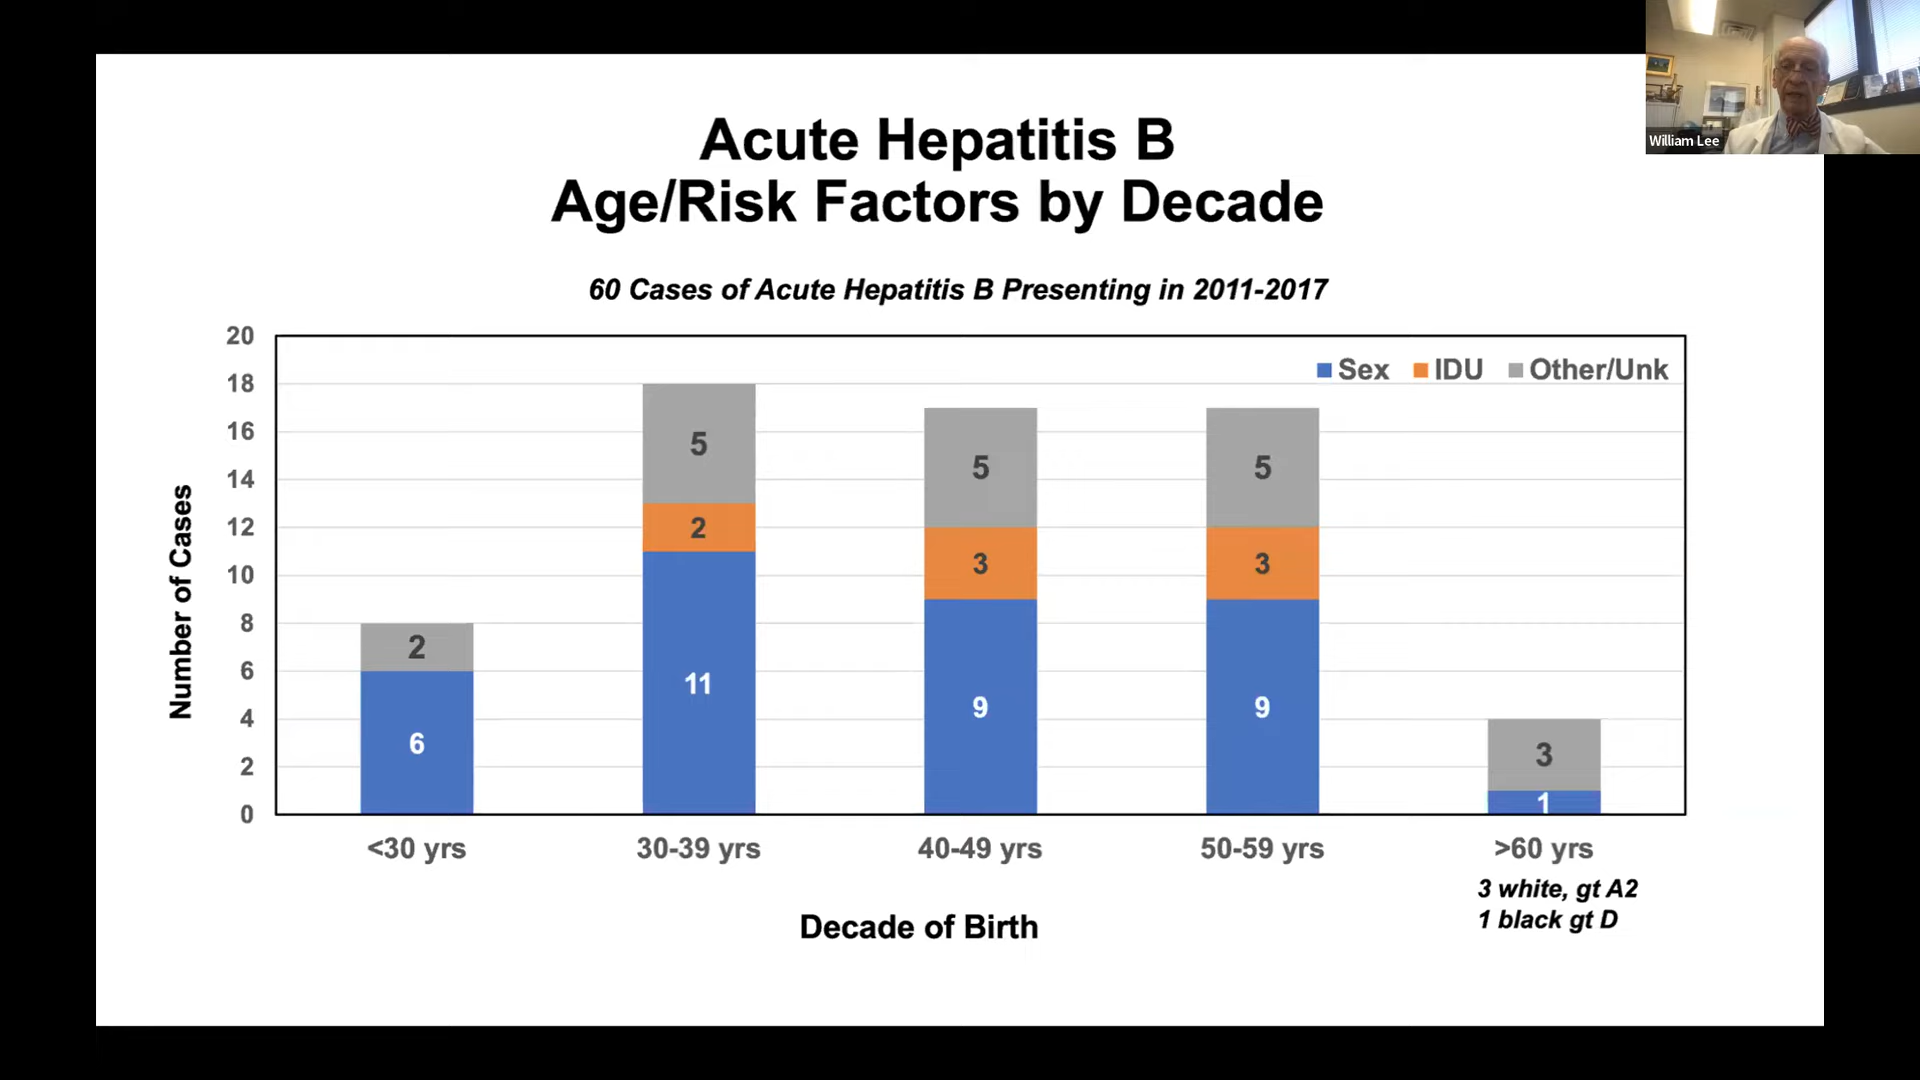 William Lee
Acute Hepatitis B
Age/Risk Factors by Decade
60 Cases of Acute Hepatitis B Presenting in 2011-2017
Sex IDU Other/Unk
Number of Cases
20
18
16
14
12
10
8
6
4
2
0
2
6
5
2
11
5
3
9
5
3
9
3
1
<30 yrs 30-39 yrs 40-49 yrs 50-59 yrs >60 yrs
3 white, gt A2
1 black gt D
Decade of Birth